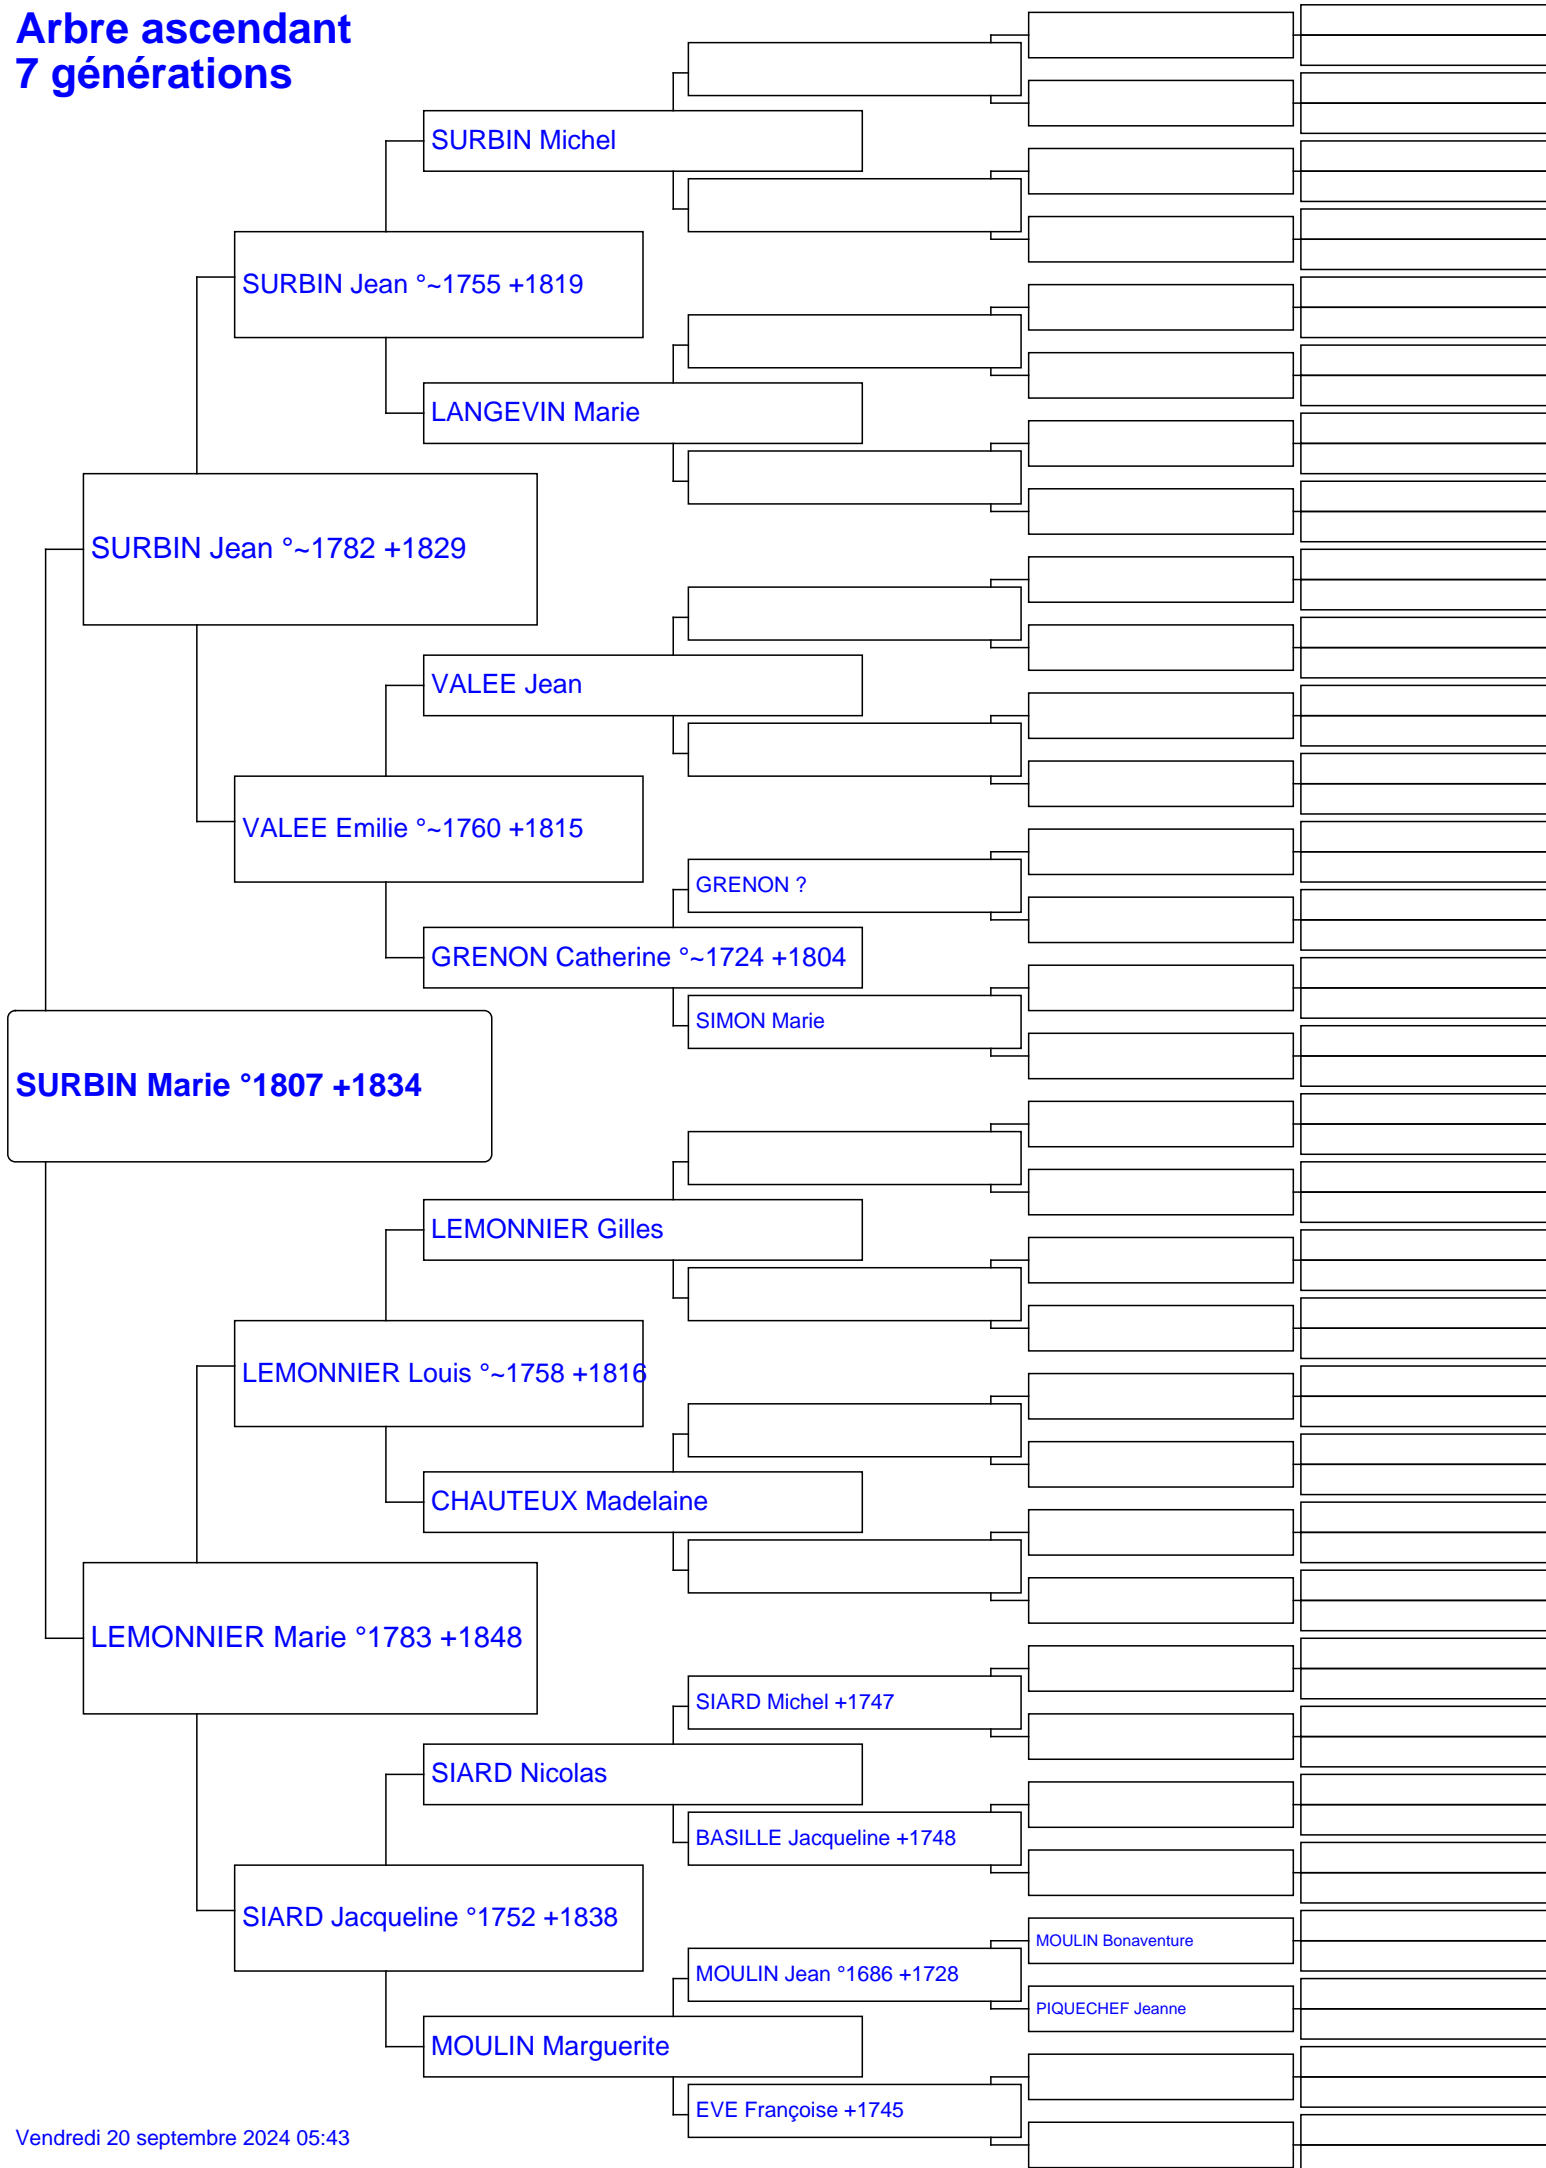 Arbre ascendant
7 générations
SURBIN Michel
SURBIN Jean °~1755 +1819
LANGEVIN Marie
SURBIN Jean °~1782 +1829
VALEE Jean
VALEE Emilie °~1760 +1815
GRENON ?
GRENON Catherine °~1724 +1804
SIMON Marie
SURBIN Marie °1807 +1834
LEMONNIER Gilles
LEMONNIER Louis °~1758 +1816
CHAUTEUX Madelaine
LEMONNIER Marie °1783 +1848
SIARD Michel +1747
SIARD Nicolas
BASILLE Jacqueline +1748
SIARD Jacqueline °1752 +1838
MOULIN Bonaventure
MOULIN Jean °1686 +1728
PIQUECHEF Jeanne
MOULIN Marguerite
EVE Françoise +1745
Vendredi 20 septembre 2024 05:43